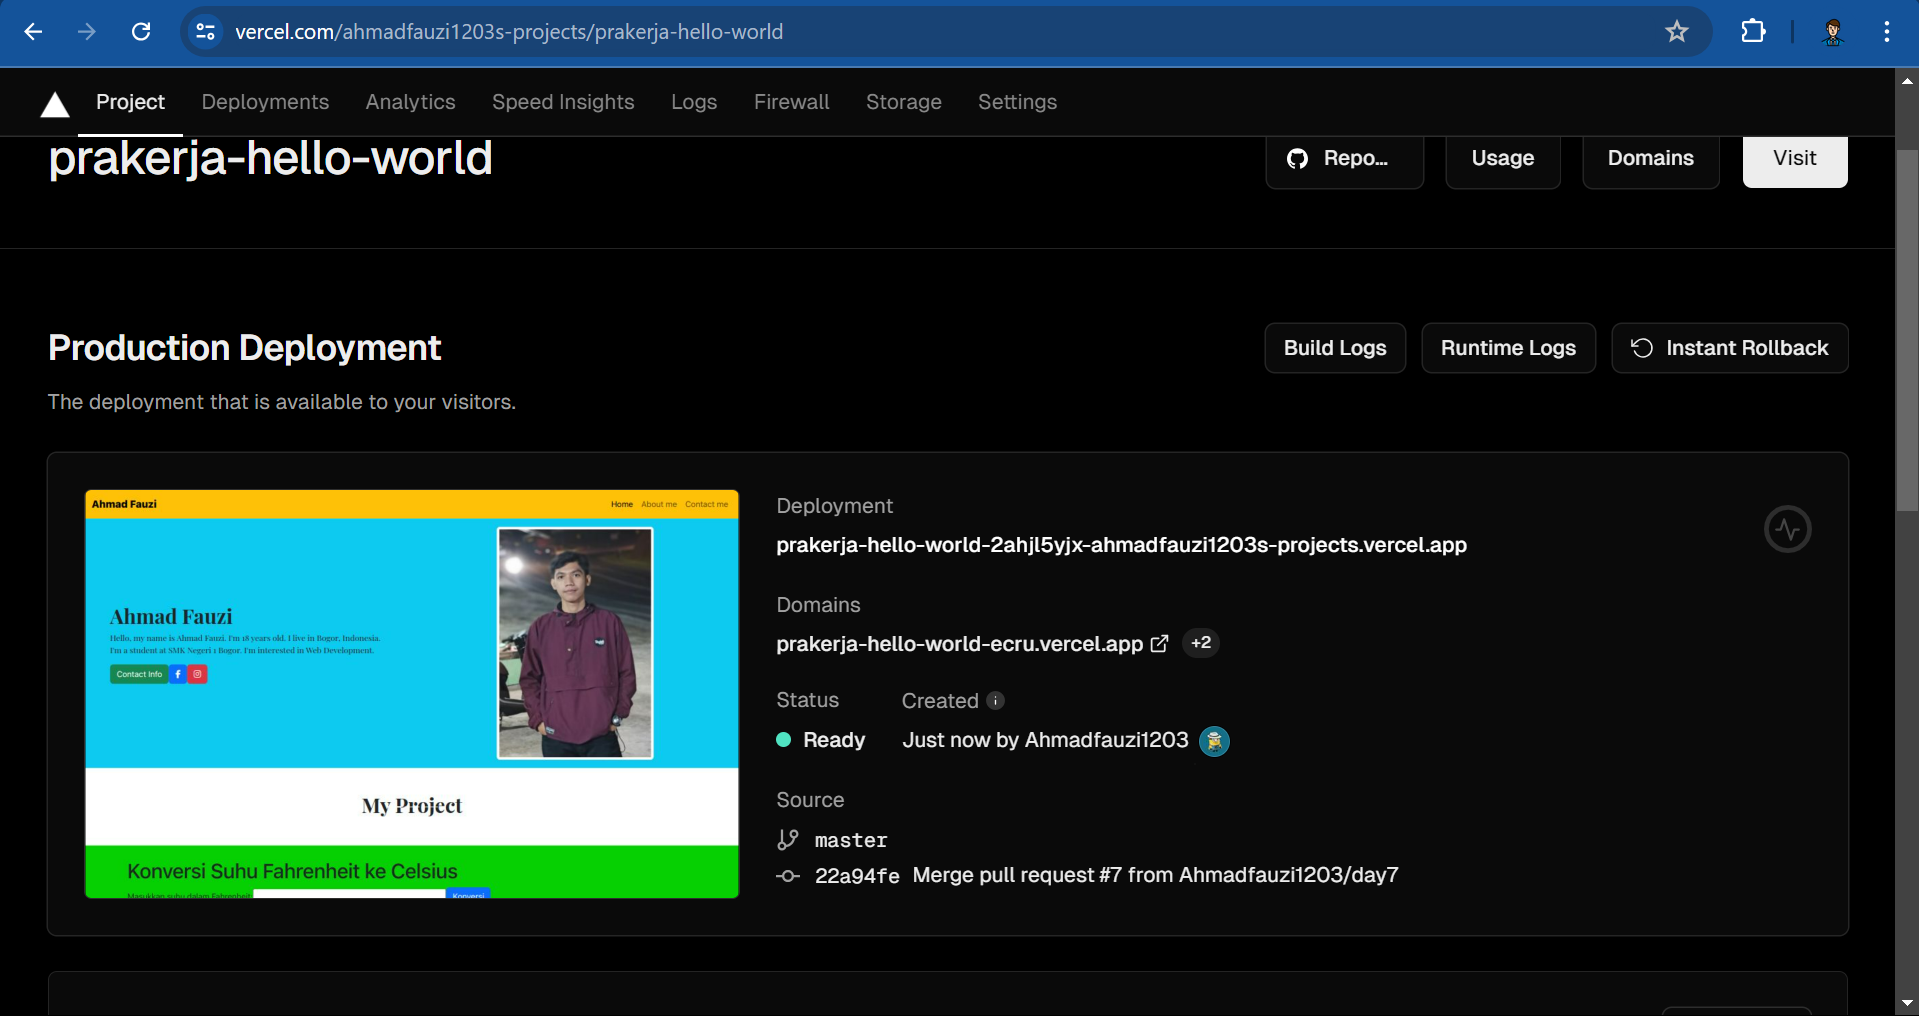 vercel.com/ahmadfauzi1203s-projects/prakerja-hello-world
Project Deployments Analytics Speed Insights Logs Firewall Storage Settings
prakerja-hello-world
Repo... Usage Domains Visit
Production Deployment
Build Logs Runtime Logs Instant Rollback
The deployment that is available to your visitors.
Ahmad Fauzi Home About me Contact me
Ahmad Fauzi
Hello, my name is Ahmad Fauzi. I'm 18 years old. I live in Bogor, Indonesia.
I'm a student at SMK Negeri 1 Bogor. I'm interested in Web Development.
Contact Info
My Project
Konversi Suhu Fahrenheit ke Celsius
Masukkan suhu dalam Fahrenheit: Konversi
Deployment
prakerja-hello-world-2ahjl5yjx-ahmadfauzi1203s-projects.vercel.app
Domains
prakerja-hello-world-ecru.vercel.app +2
Status Created
Ready Just now by Ahmadfauzi1203
Source
master
22a94fe Merge pull request #7 from Ahmadfauzi1203/day7